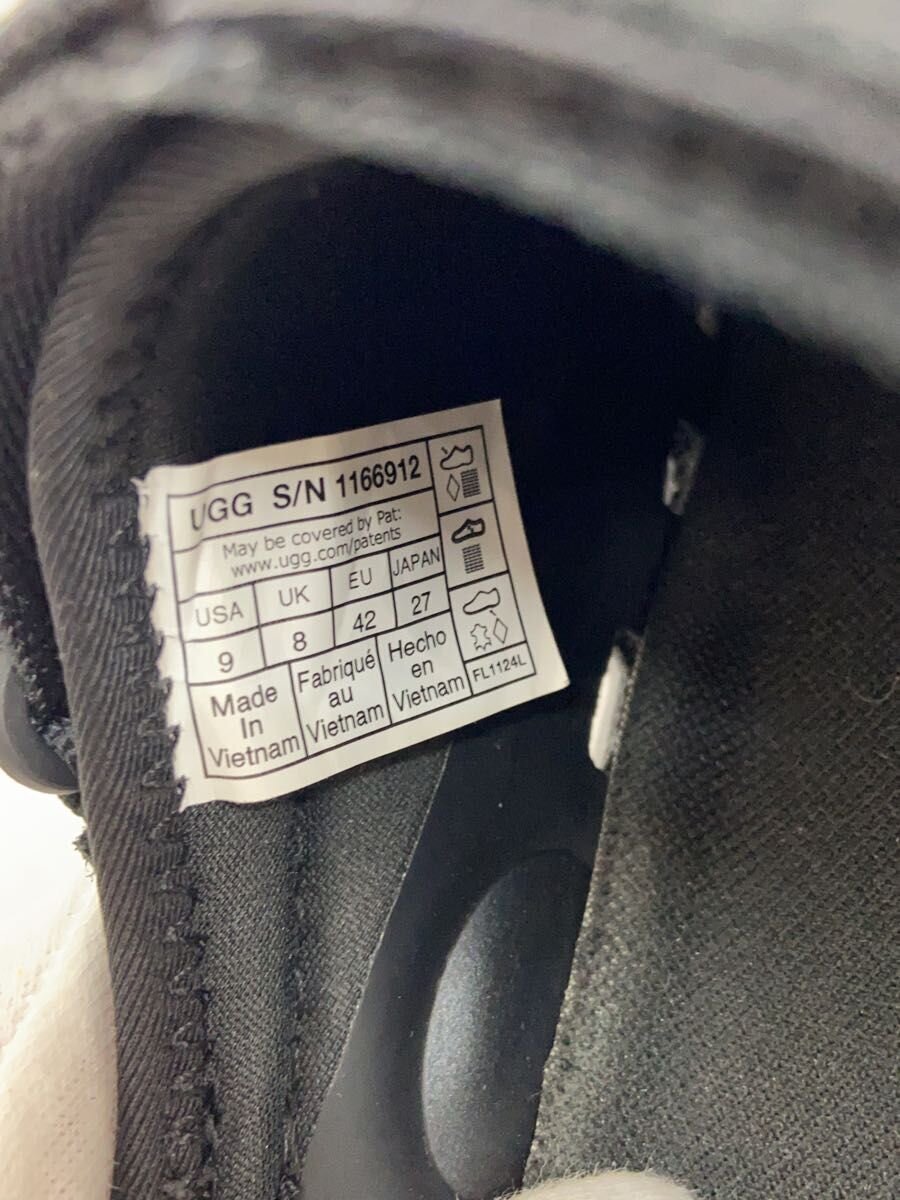 UGG S/N 1166912
May be covered by Pat:
www.ugg.com/patents
USA UK EU JAPAN
9 8 42 27
Made
In
Vietnam
Fabriqué
au
Vietnam
Hecho
en
Vietnam
FL1124L